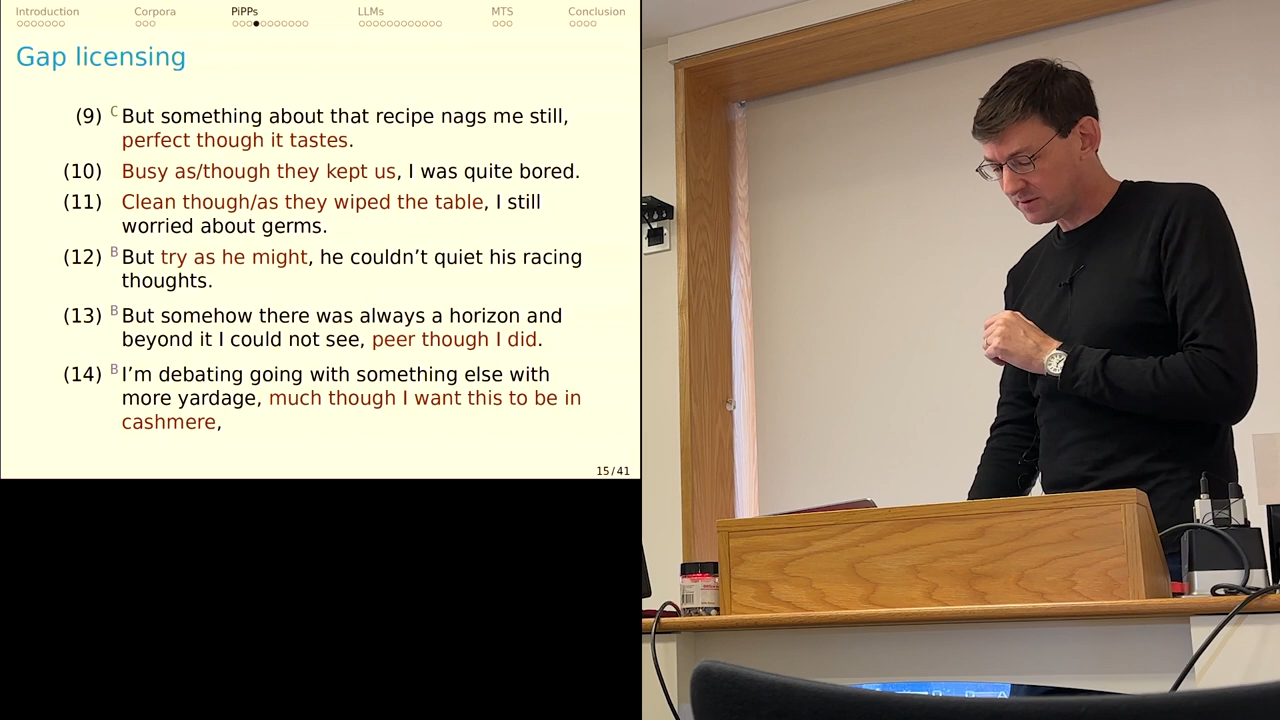 Introduction Corpora PiPPs LLMs MTS Conclusion
Gap licensing
(9) C But something about that recipe nags me still,
perfect though it tastes.
(10) Busy as/though they kept us, I was quite bored.
(11) Clean though/as they wiped the table, I still
worried about germs.
(12) B But try as he might, he couldn’t quiet his racing
thoughts.
(13) B But somehow there was always a horizon and
beyond it I could not see, peer though I did.
(14) B I’m debating going with something else with
more yardage, much though I want this to be in
cashmere,
15/41